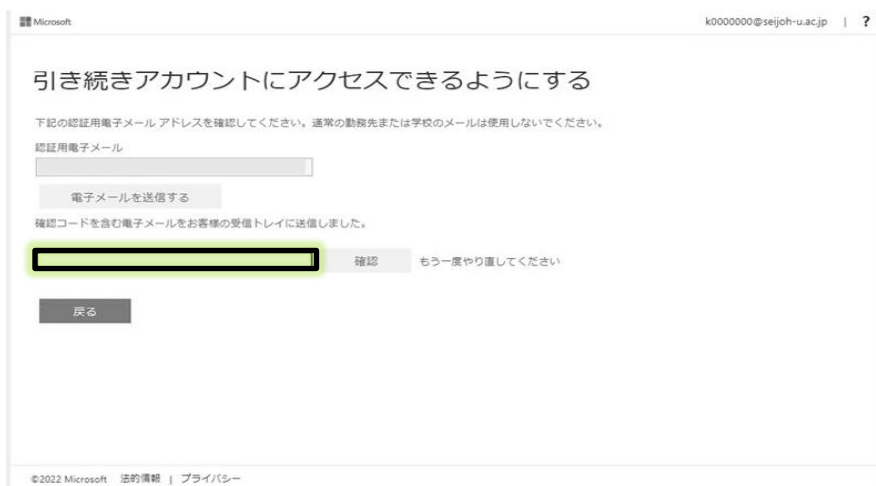 Microsoft
k0000000@seijoh-u.ac.jp | ?
引き続きアカウントにアクセスできるようにする
下記の認証用電子メール アドレスを確認してください。通常の勤務先または学校のメールは使用しないでください。
認証用電子メール
電子メールを送信する
確認コードを含む電子メールをお客様の受信トレイに送信しました。
確認 もう一度やり直してください
戻る
©2022 Microsoft 法的情報 | プライバシー